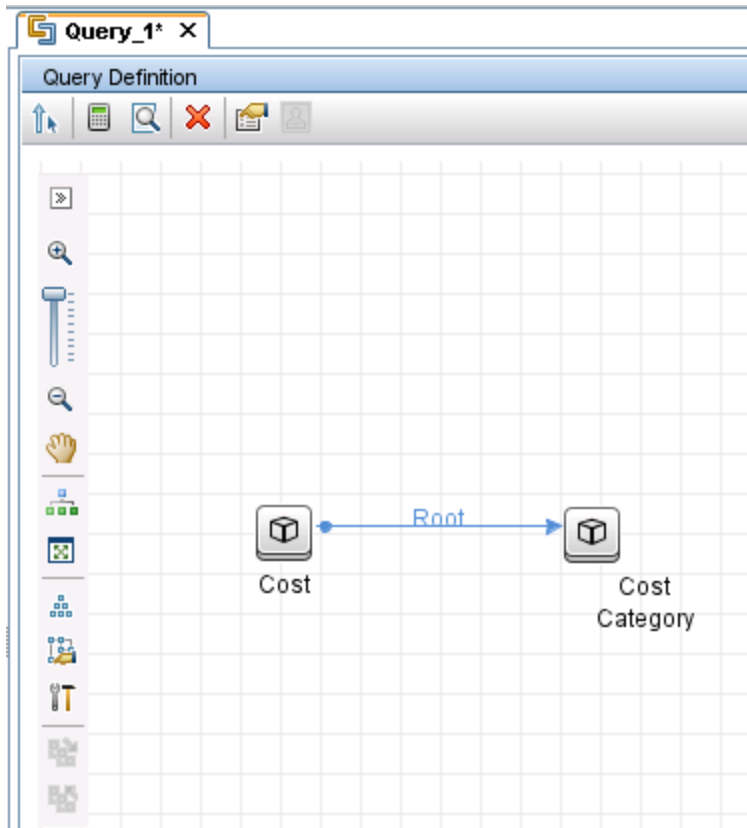 Query_1*
Query Definition
Root
Cost
Cost
Category